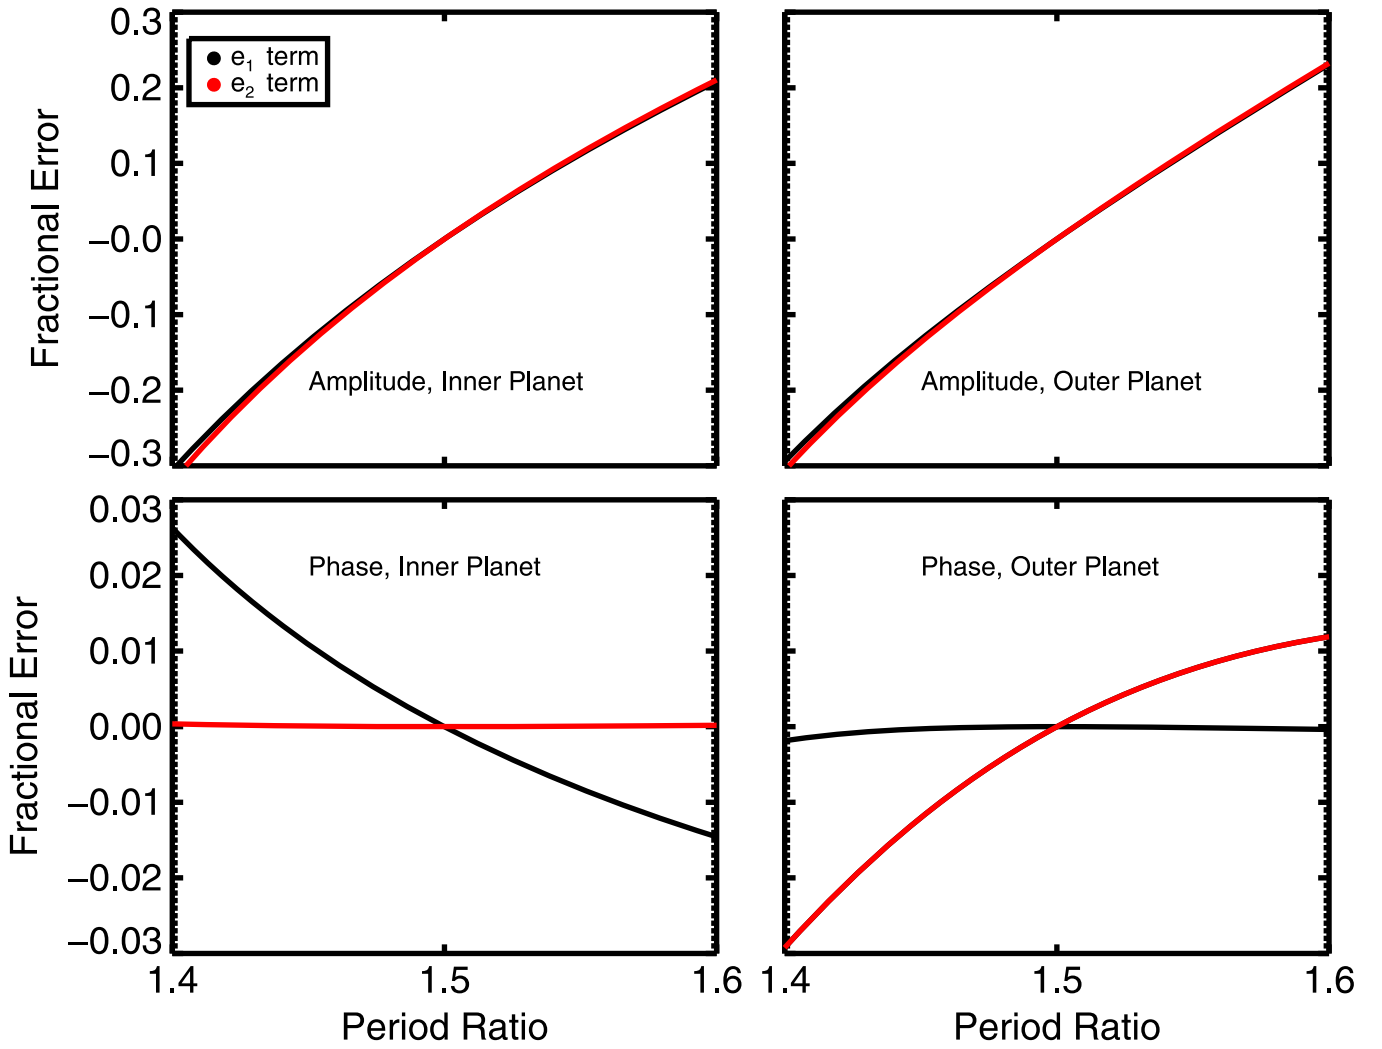 0.3
0.2
0.1
−0.0
−0.1
−0.2
−0.3
Fractional Error
e1 term
e2 term
Amplitude, Inner Planet
Amplitude, Outer Planet
0.03
0.02
0.01
0.00
−0.01
−0.02
−0.03
Fractional Error
Phase, Inner Planet
Phase, Outer Planet
1.4 1.5 1.6
1.4 1.5 1.6
Period Ratio
Period Ratio